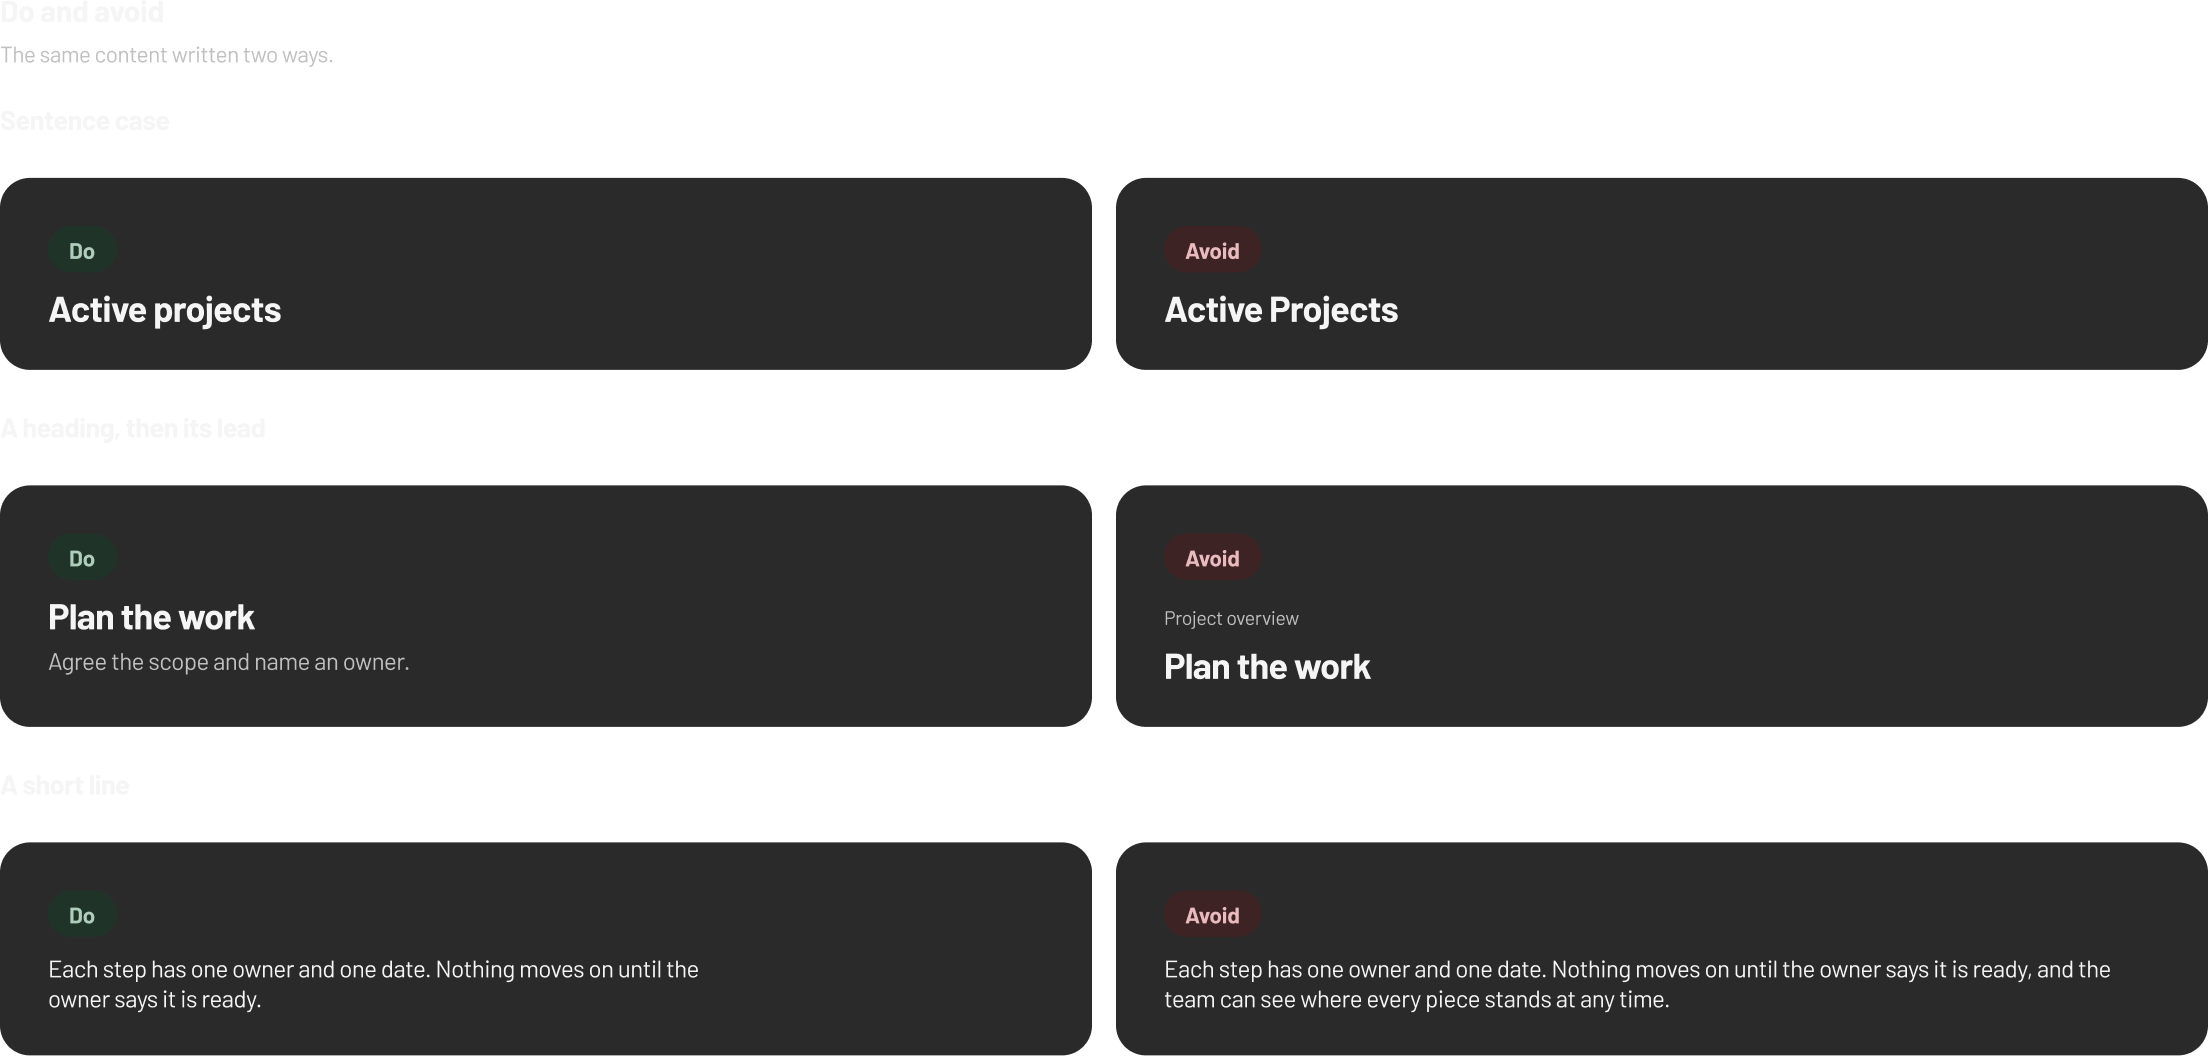 Do and avoid
The same content written two ways.
Sentence case
Do
Active projects
Avoid
Active Projects
A heading, then its lead
Do
Plan the work
Agree the scope and name an owner.
Avoid
Project overview
Plan the work
A short line
Do
Each step has one owner and one date. Nothing moves on until the
owner says it is ready.
Avoid
Each step has one owner and one date. Nothing moves on until the owner says it is ready, and the
team can see where every piece stands at any time.